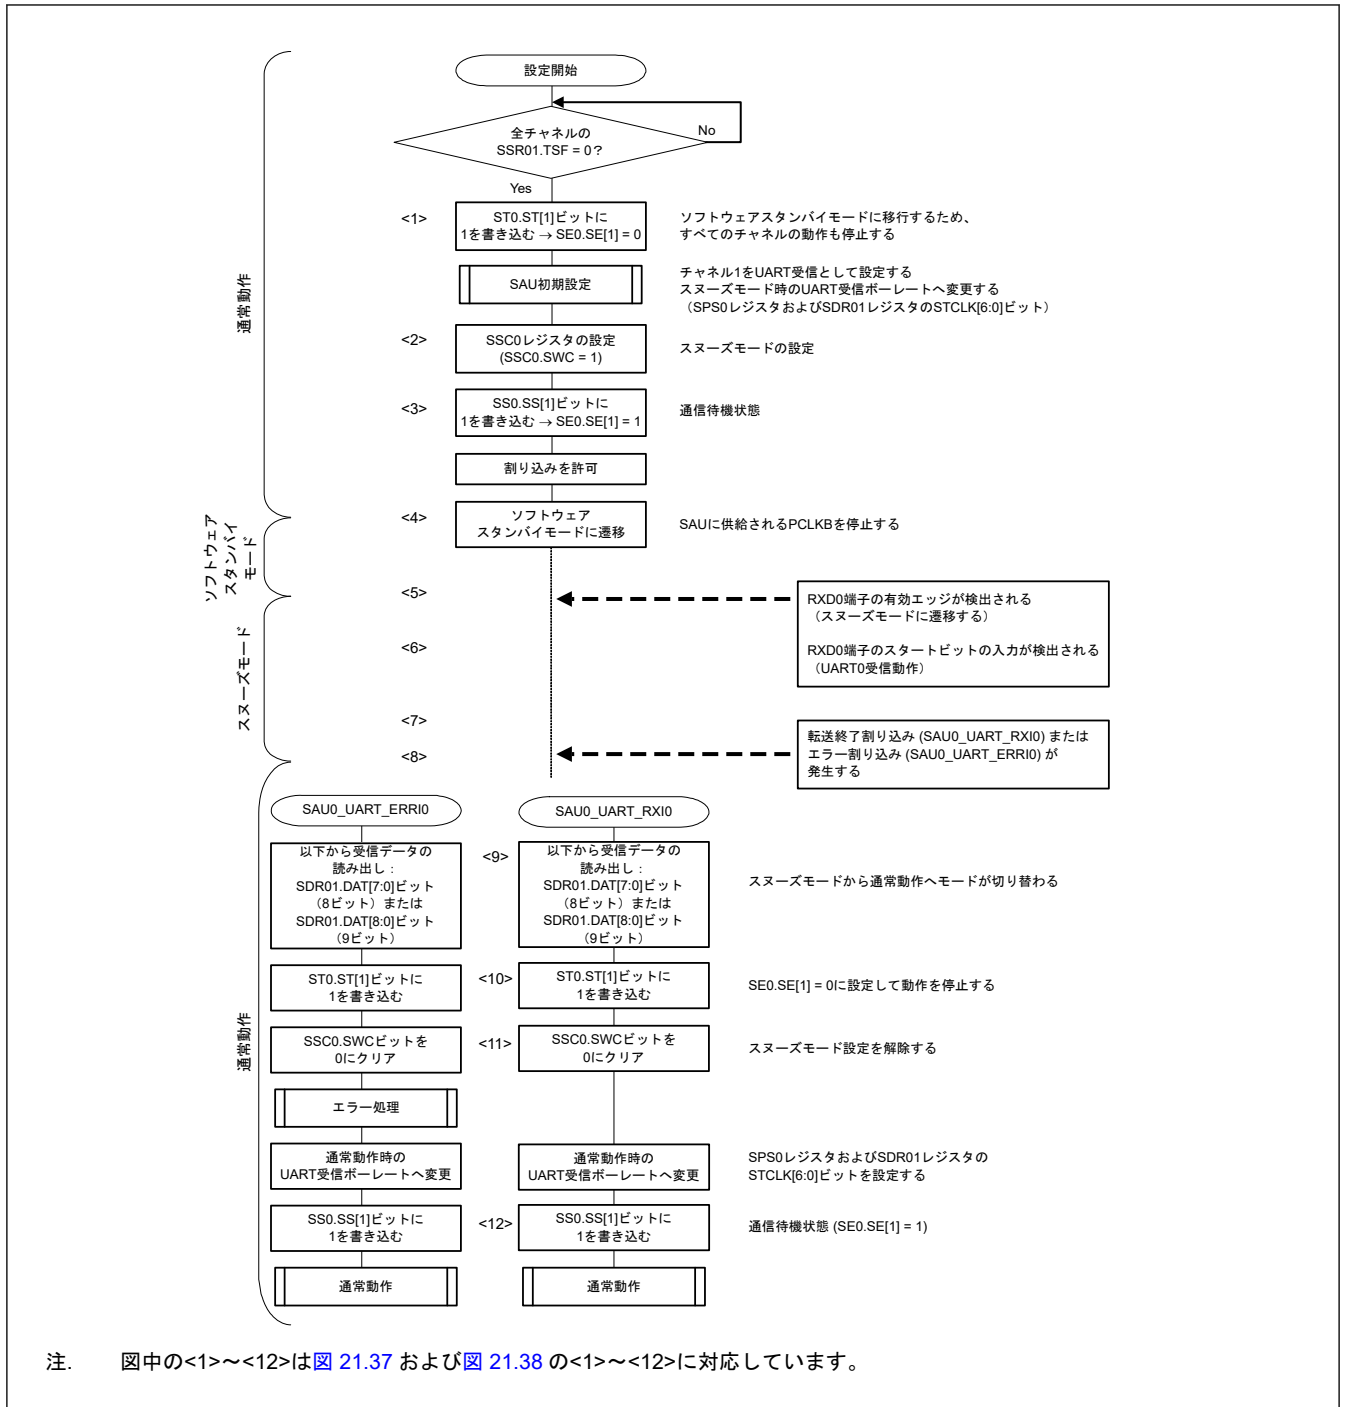 設定開始
全チャネルの
SSR01.TSF = 0？
No
Yes
<1>
ST0.ST[1]ビットに
1を書き込む → SE0.SE[1] = 0
ソフトウェアスタンバイモードに移行するため、
すべてのチャネルの動作も停止する
SAU初期設定
チャネル1をUART受信として設定する
スヌーズモード時のUART受信ボーレートへ変更する
（SPS0レジスタおよびSDR01レジスタのSTCLK[6:0]ビット）
通常動作
<2>
SSC0レジスタの設定
(SSC0.SWC = 1)
スヌーズモードの設定
<3>
SS0.SS[1]ビットに
1を書き込む → SE0.SE[1] = 1
通信待機状態
割り込みを許可
<4>
ソフトウェア
スタンバイモードに遷移
SAUに供給されるPCLKBを停止する
ソフトウェア
スタンバイ
モード
<5>
RXD0端子の有効エッジが検出される
（スヌーズモードに遷移する）
<6>
RXD0端子のスタートビットの入力が検出される
（UART0受信動作）
スヌーズモード
<7>
<8>
転送終了割り込み (SAU0_UART_RXI0) または
エラー割り込み (SAU0_UART_ERRI0) が
発生する
SAU0_UART_ERRI0
SAU0_UART_RXI0
以下から受信データの
読み出し：
SDR01.DAT[7:0]ビット
（8ビット）または
SDR01.DAT[8:0]ビット
（9ビット）
<9>
以下から受信データの
読み出し：
SDR01.DAT[7:0]ビット
（8ビット）または
SDR01.DAT[8:0]ビット
（9ビット）
スヌーズモードから通常動作へモードが切り替わる
ST0.ST[1]ビットに
1を書き込む
<10>
ST0.ST[1]ビットに
1を書き込む
SE0.SE[1] = 0に設定して動作を停止する
通常動作
SSC0.SWCビットを
0にクリア
<11>
SSC0.SWCビットを
0にクリア
スヌーズモード設定を解除する
エラー処理
通常動作時の
UART受信ボーレートへ変更
通常動作時の
UART受信ボーレートへ変更
SPS0レジスタおよびSDR01レジスタの
STCLK[6:0]ビットを設定する
SS0.SS[1]ビットに
1を書き込む
<12>
SS0.SS[1]ビットに
1を書き込む
通信待機状態 (SE0.SE[1] = 1)
通常動作
通常動作
注. 図中の<1>～<12>は図 21.37 および図 21.38 の<1>～<12>に対応しています。